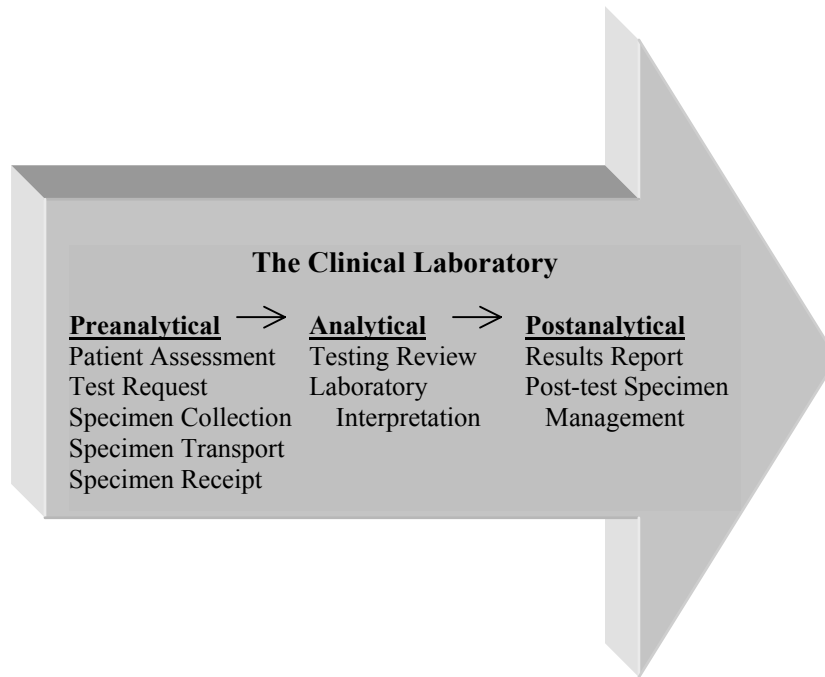 The Clinical Laboratory
Preanalytical → Analytical → Postanalytical
Patient Assessment Testing Review Results Report
Test Request Laboratory Post-test Specimen
Specimen Collection Interpretation Management
Specimen Transport
Specimen Receipt